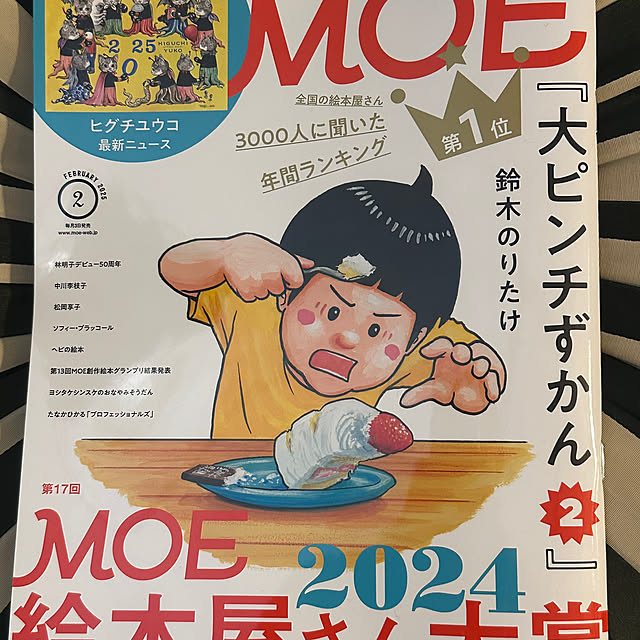 MOE
2 25
0
HIGUCHI
YUKO
ヒグチユウコ
最新ニュース
全国の絵本屋さん
3000人に聞いた
年間ランキング
第1位
『大ピンチずかん2』
鈴木のりたけ
FEBRUARY 2025
2
毎月3日発売
www.moe-web.jp
林明子デビュー50周年
中川李枝子
松岡享子
ソフィー・ブラッコール
ヘビの絵本
第13回MOE創作絵本グランプリ結果発表
ヨシタケシンスケのおなやみそうだん
たなかひかる「プロフェッショナルズ」
第17回
MOE 2024
絵本屋さん大賞